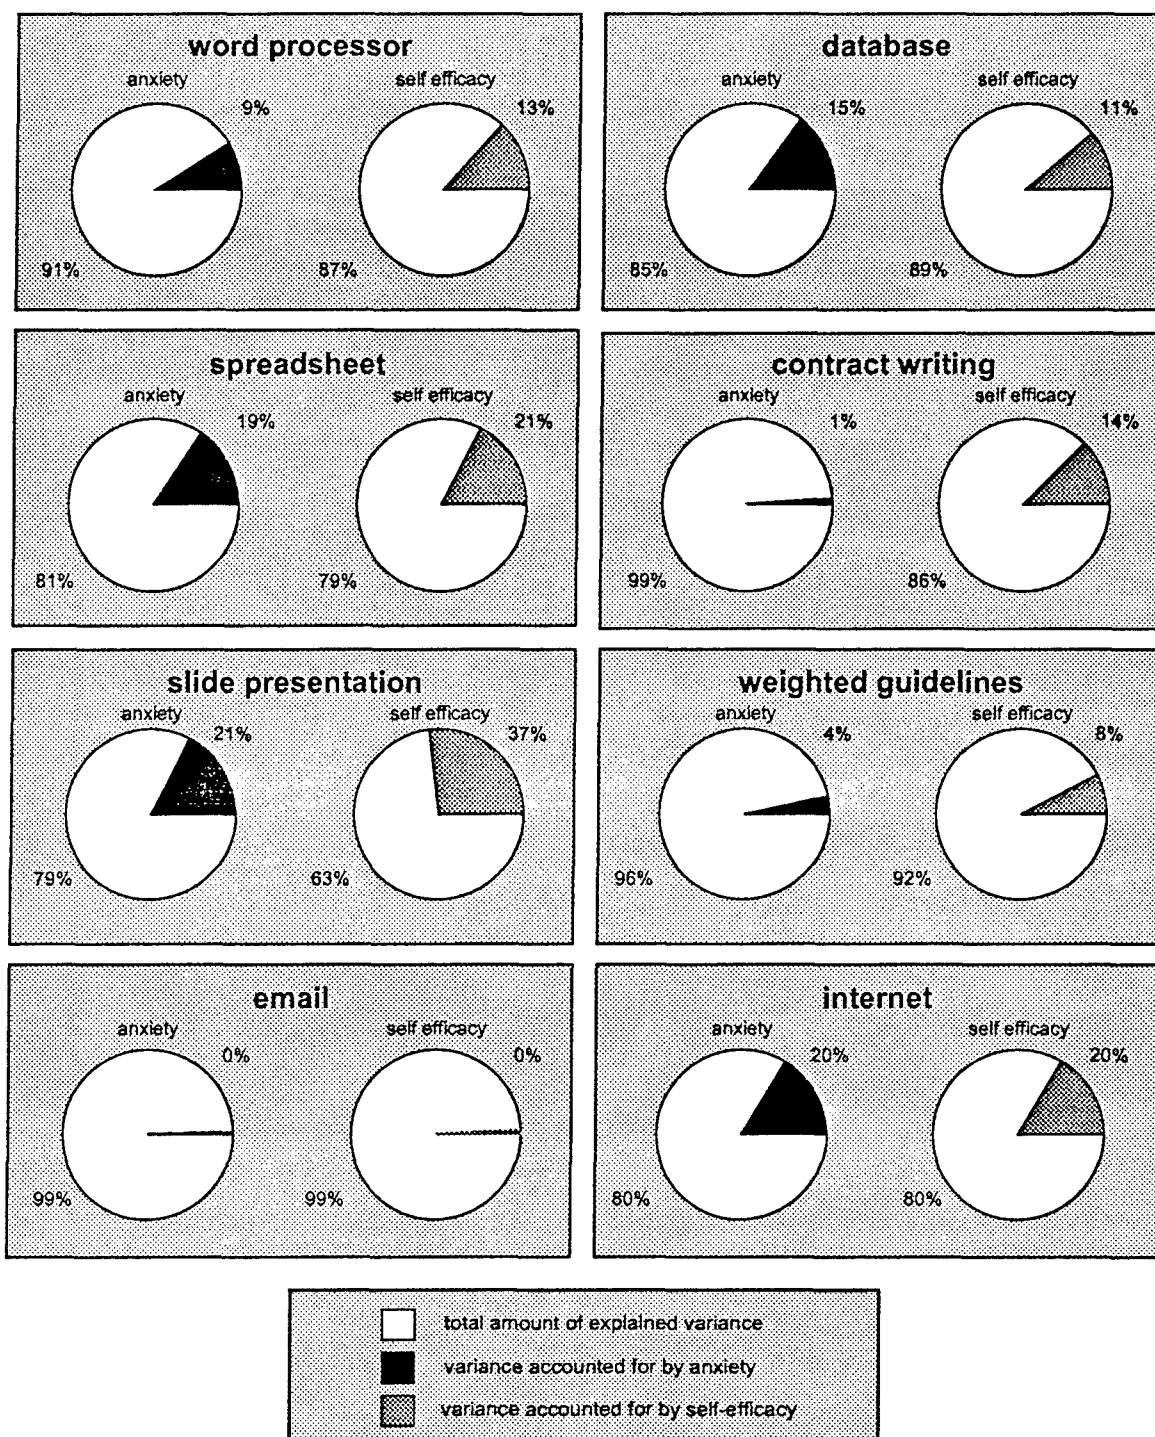 word processor
anxiety
9%
91%
self efficacy
13%
87%
database
anxiety
15%
85%
self efficacy
11%
89%
spreadsheet
anxiety
19%
81%
self efficacy
21%
79%
contract writing
anxiety
1%
99%
self efficacy
14%
86%
slide presentation
anxiety
21%
79%
self efficacy
37%
63%
weighted guidelines
anxiety
4%
96%
self efficacy
8%
92%
email
anxiety
0%
99%
self efficacy
0%
99%
internet
anxiety
20%
80%
self efficacy
20%
80%
total amount of explained variance
variance accounted for by anxiety
variance accounted for by self-efficacy